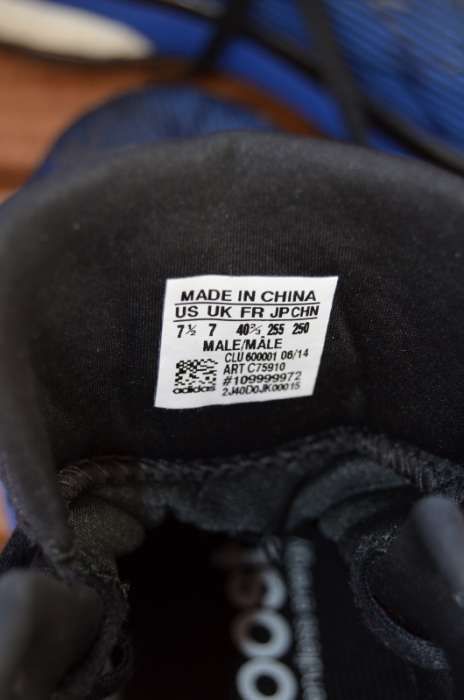 MADE IN CHINA
US UK FR JP CHN
7½ 7 40⅔ 255 250
MALE/MÂLE
CLU 600001 06/14
ART C75910
#109999972
adidas 2J40D0JK00015